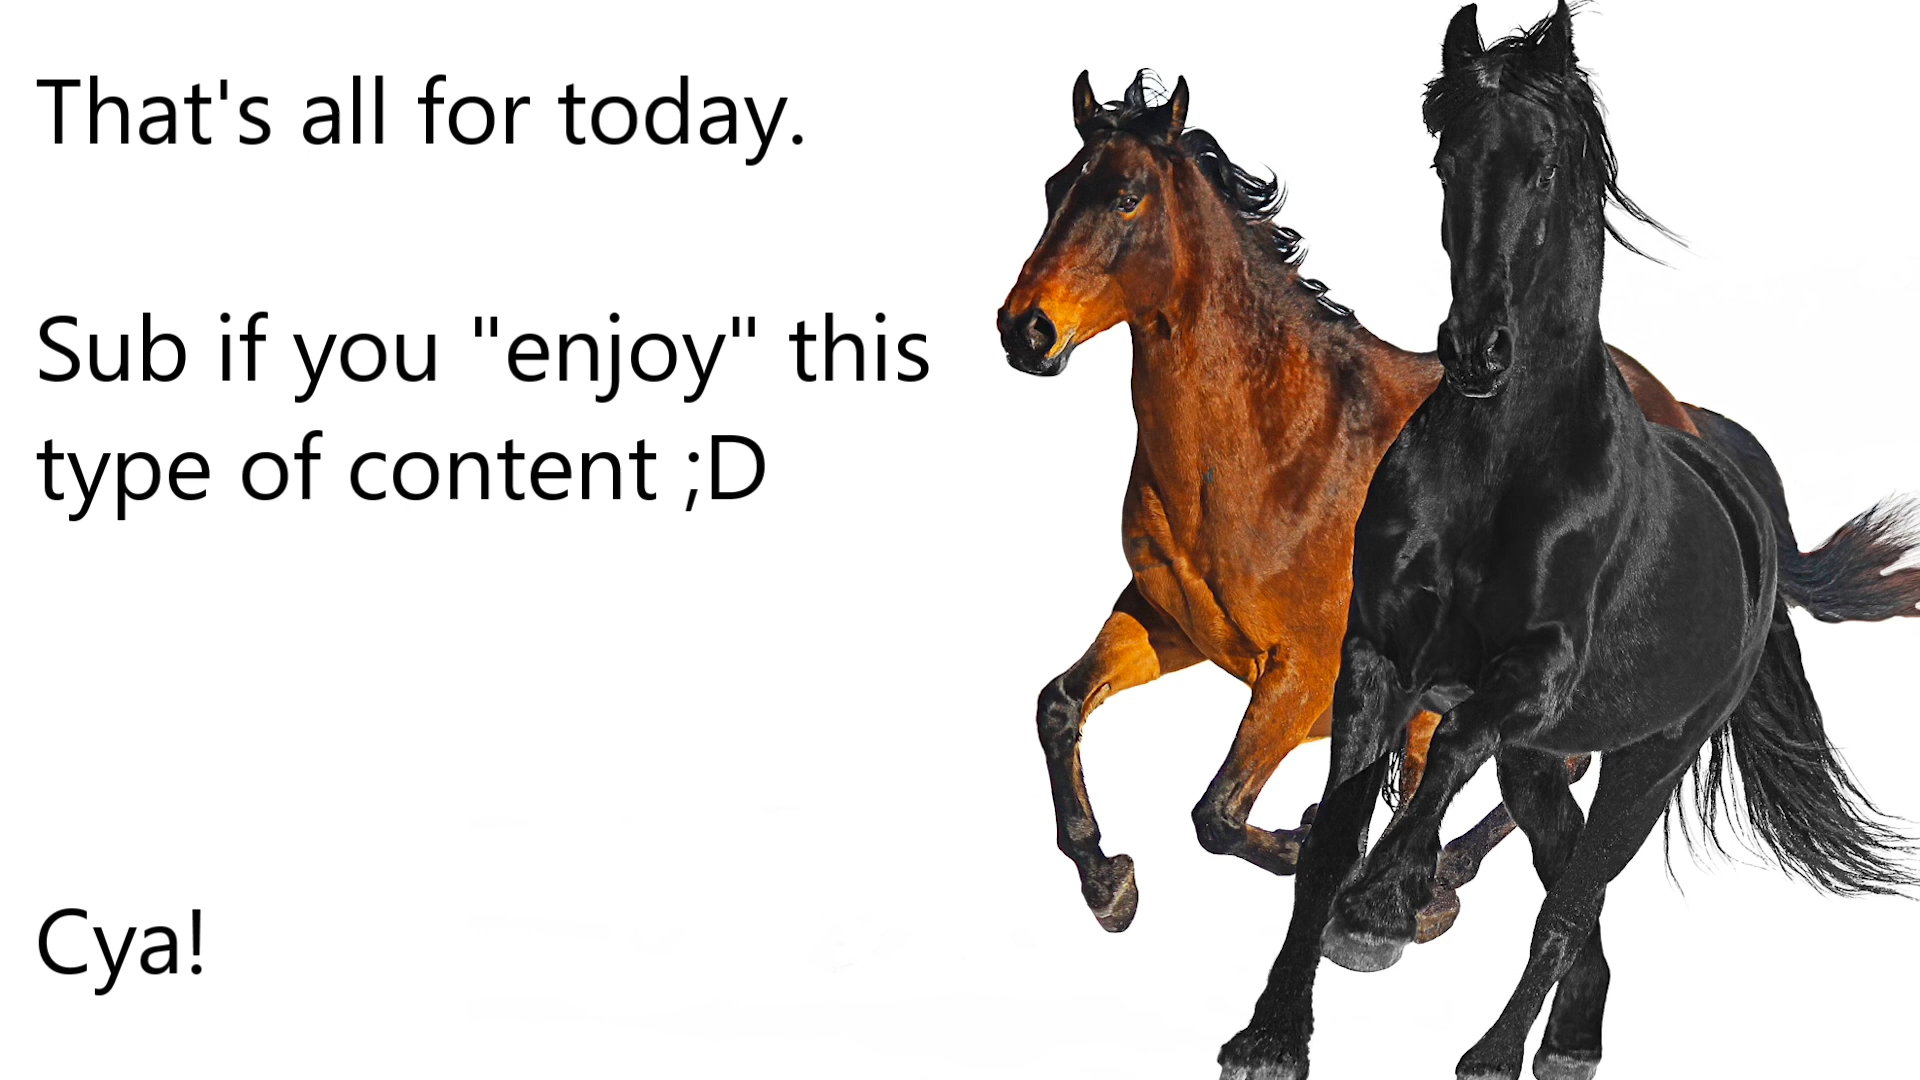 That's all for today.
Sub if you "enjoy" this
type of content ;D
Cya!